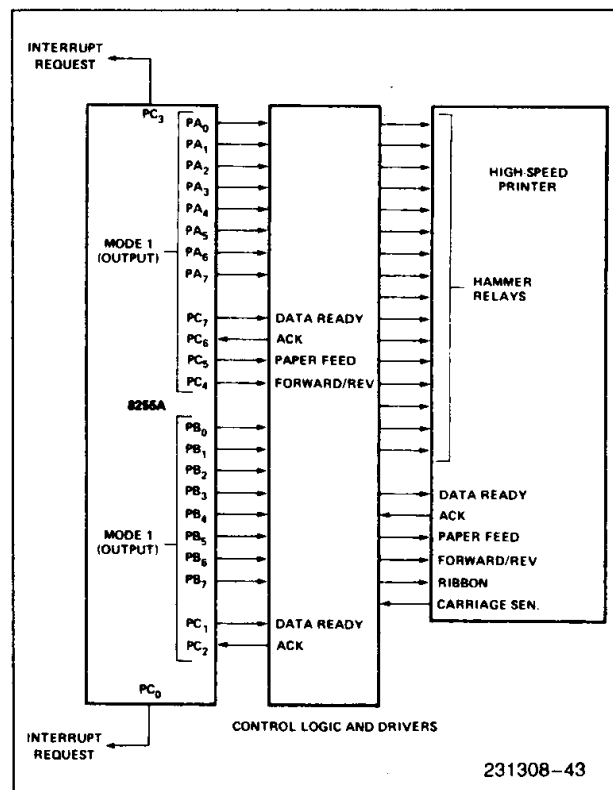 INTERRUPT
REQUEST
PC3
PA0
PA1
PA2
PA3
PA4
PA5
PA6
PA7
MODE 1
(OUTPUT)
PC7
PC6
PC5
PC4
DATA READY
ACK
PAPER FEED
FORWARD/REV
8255A
PB0
PB1
PB2
PB3
PB4
PB5
PB6
PB7
MODE 1
(OUTPUT)
PC1
PC2
DATA READY
ACK
PC0
INTERRUPT
REQUEST
CONTROL LOGIC AND DRIVERS
HIGH-SPEED
PRINTER
HAMMER
RELAYS
DATA READY
ACK
PAPER FEED
FORWARD/REV
RIBBON
CARRIAGE SEN.
231308–43